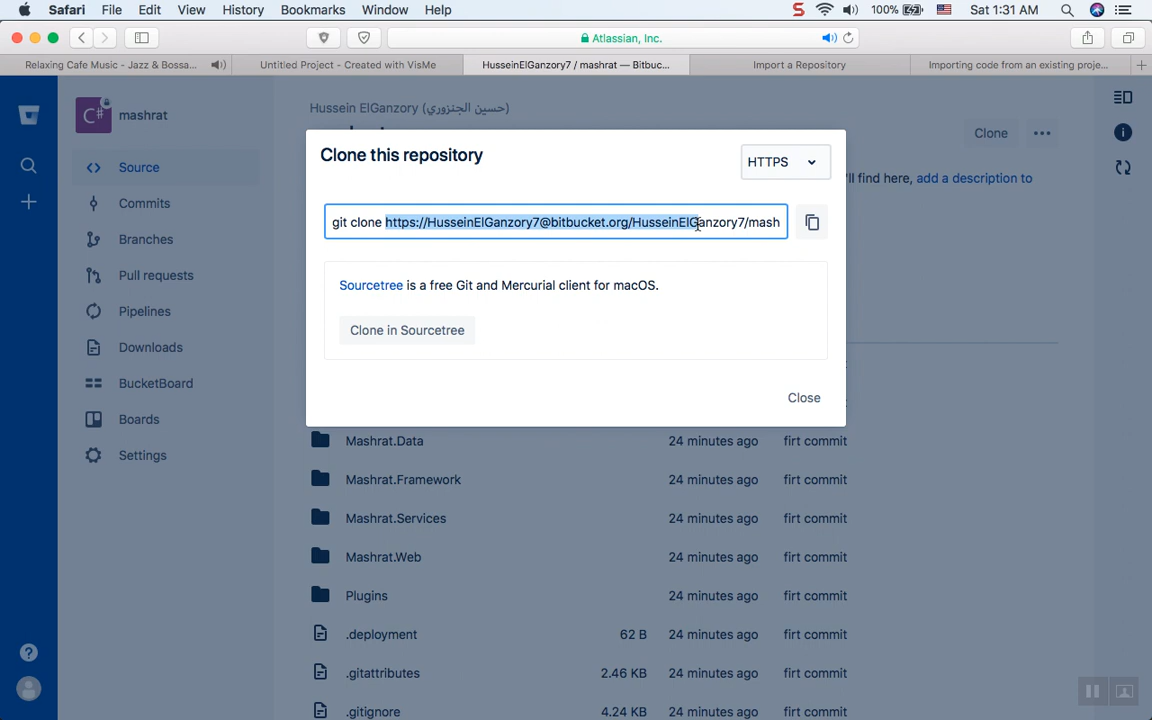 Safari File Edit View History Bookmarks Window Help 100% Sat 1:31 AM
Atlassian, Inc.
Relaxing Cafe Music - Jazz & Bossa... Untitled Project - Created with VisMe HusseinElGanzory7 / mashrat — Bitbuc... Import a Repository Importing code from an existing proje...
C# mashrat
Hussein ElGanzory (حسين الجنزوري)
Clone
Source
'll find here, add a description to
Commits
Branches
Pull requests
Pipelines
Downloads
BucketBoard
Boards
Settings
Clone this repository
HTTPS
git clone https://HusseinElGanzory7@bitbucket.org/HusseinElGanzory7/mash
Sourcetree is a free Git and Mercurial client for macOS.
Clone in Sourcetree
Close
Mashrat.Data 24 minutes ago firt commit
Mashrat.Framework 24 minutes ago firt commit
Mashrat.Services 24 minutes ago firt commit
Mashrat.Web 24 minutes ago firt commit
Plugins 24 minutes ago firt commit
.deployment 62 B 24 minutes ago firt commit
.gitattributes 2.46 KB 24 minutes ago firt commit
.gitignore 4.24 KB 24 minutes ago firt commit